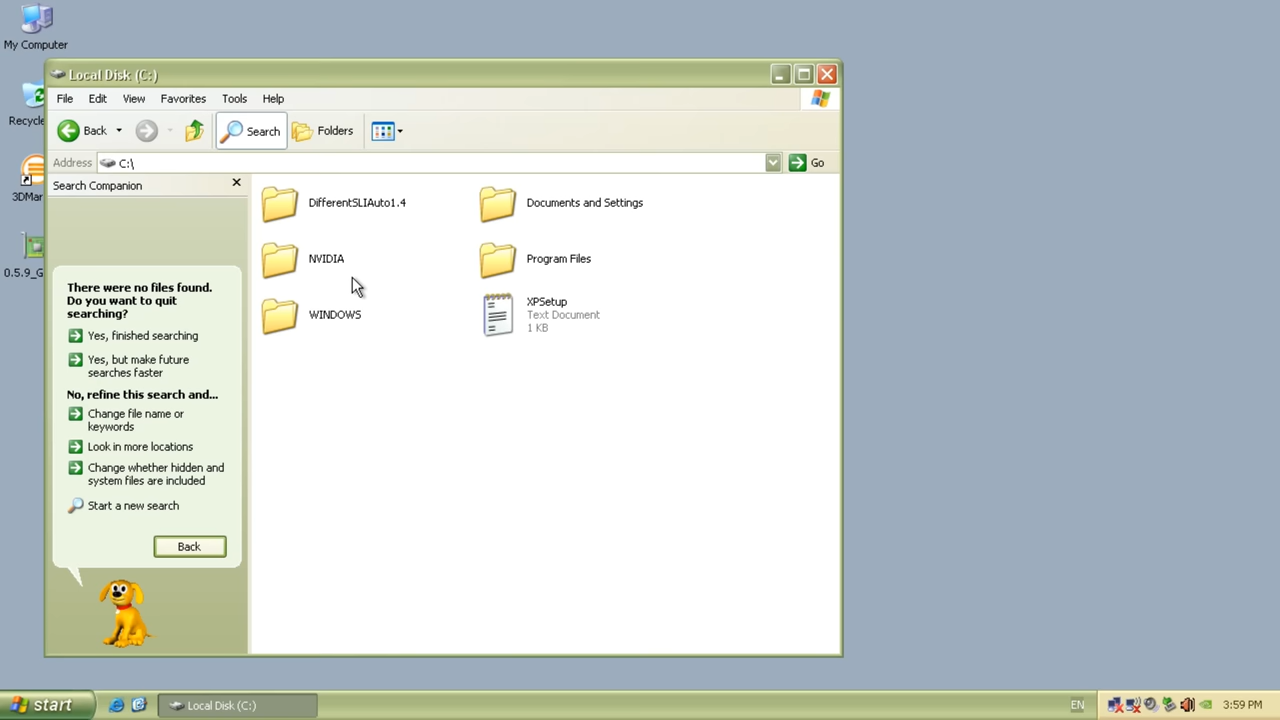 My Computer
Local Disk (C:)
File Edit View Favorites Tools Help
Recycle
Back Search Folders
Address C:\ Go
Search Companion
3DMar
DifferentSLIAuto1.4 Documents and Settings
NVIDIA Program Files
0.5.9_G
There were no files found.
Do you want to quit
searching?
Yes, finished searching
Yes, but make future
searches faster
No, refine this search and...
Change file name or
keywords
Look in more locations
Change whether hidden and
system files are included
Start a new search
Back
WINDOWS
XPSetup
Text Document
1 KB
start
Local Disk (C:)
EN
3:59 PM